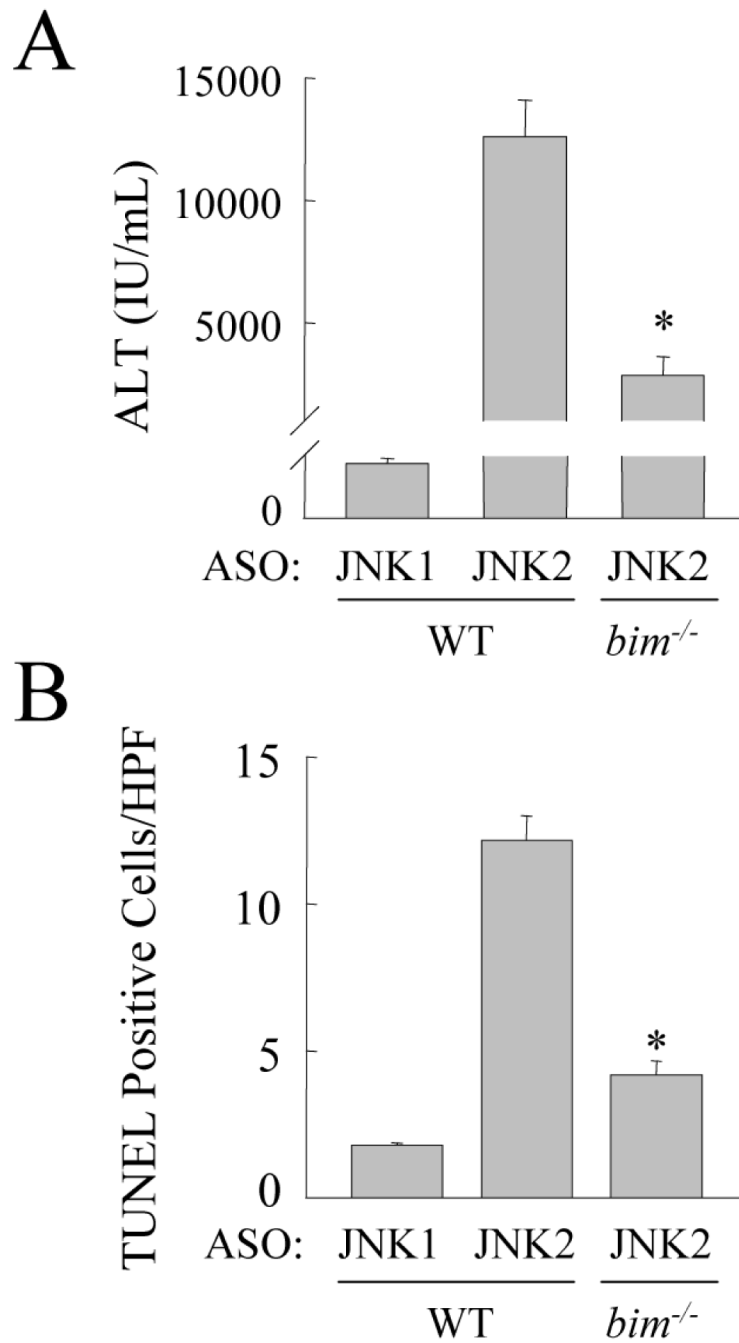 A
ALT (IU/mL)
15000
10000
5000
0
*
ASO: JNK1 JNK2 JNK2
WT bim-/-
B
TUNEL Positive Cells/HPF
15
10
5
0
*
ASO: JNK1 JNK2 JNK2
WT bim-/-